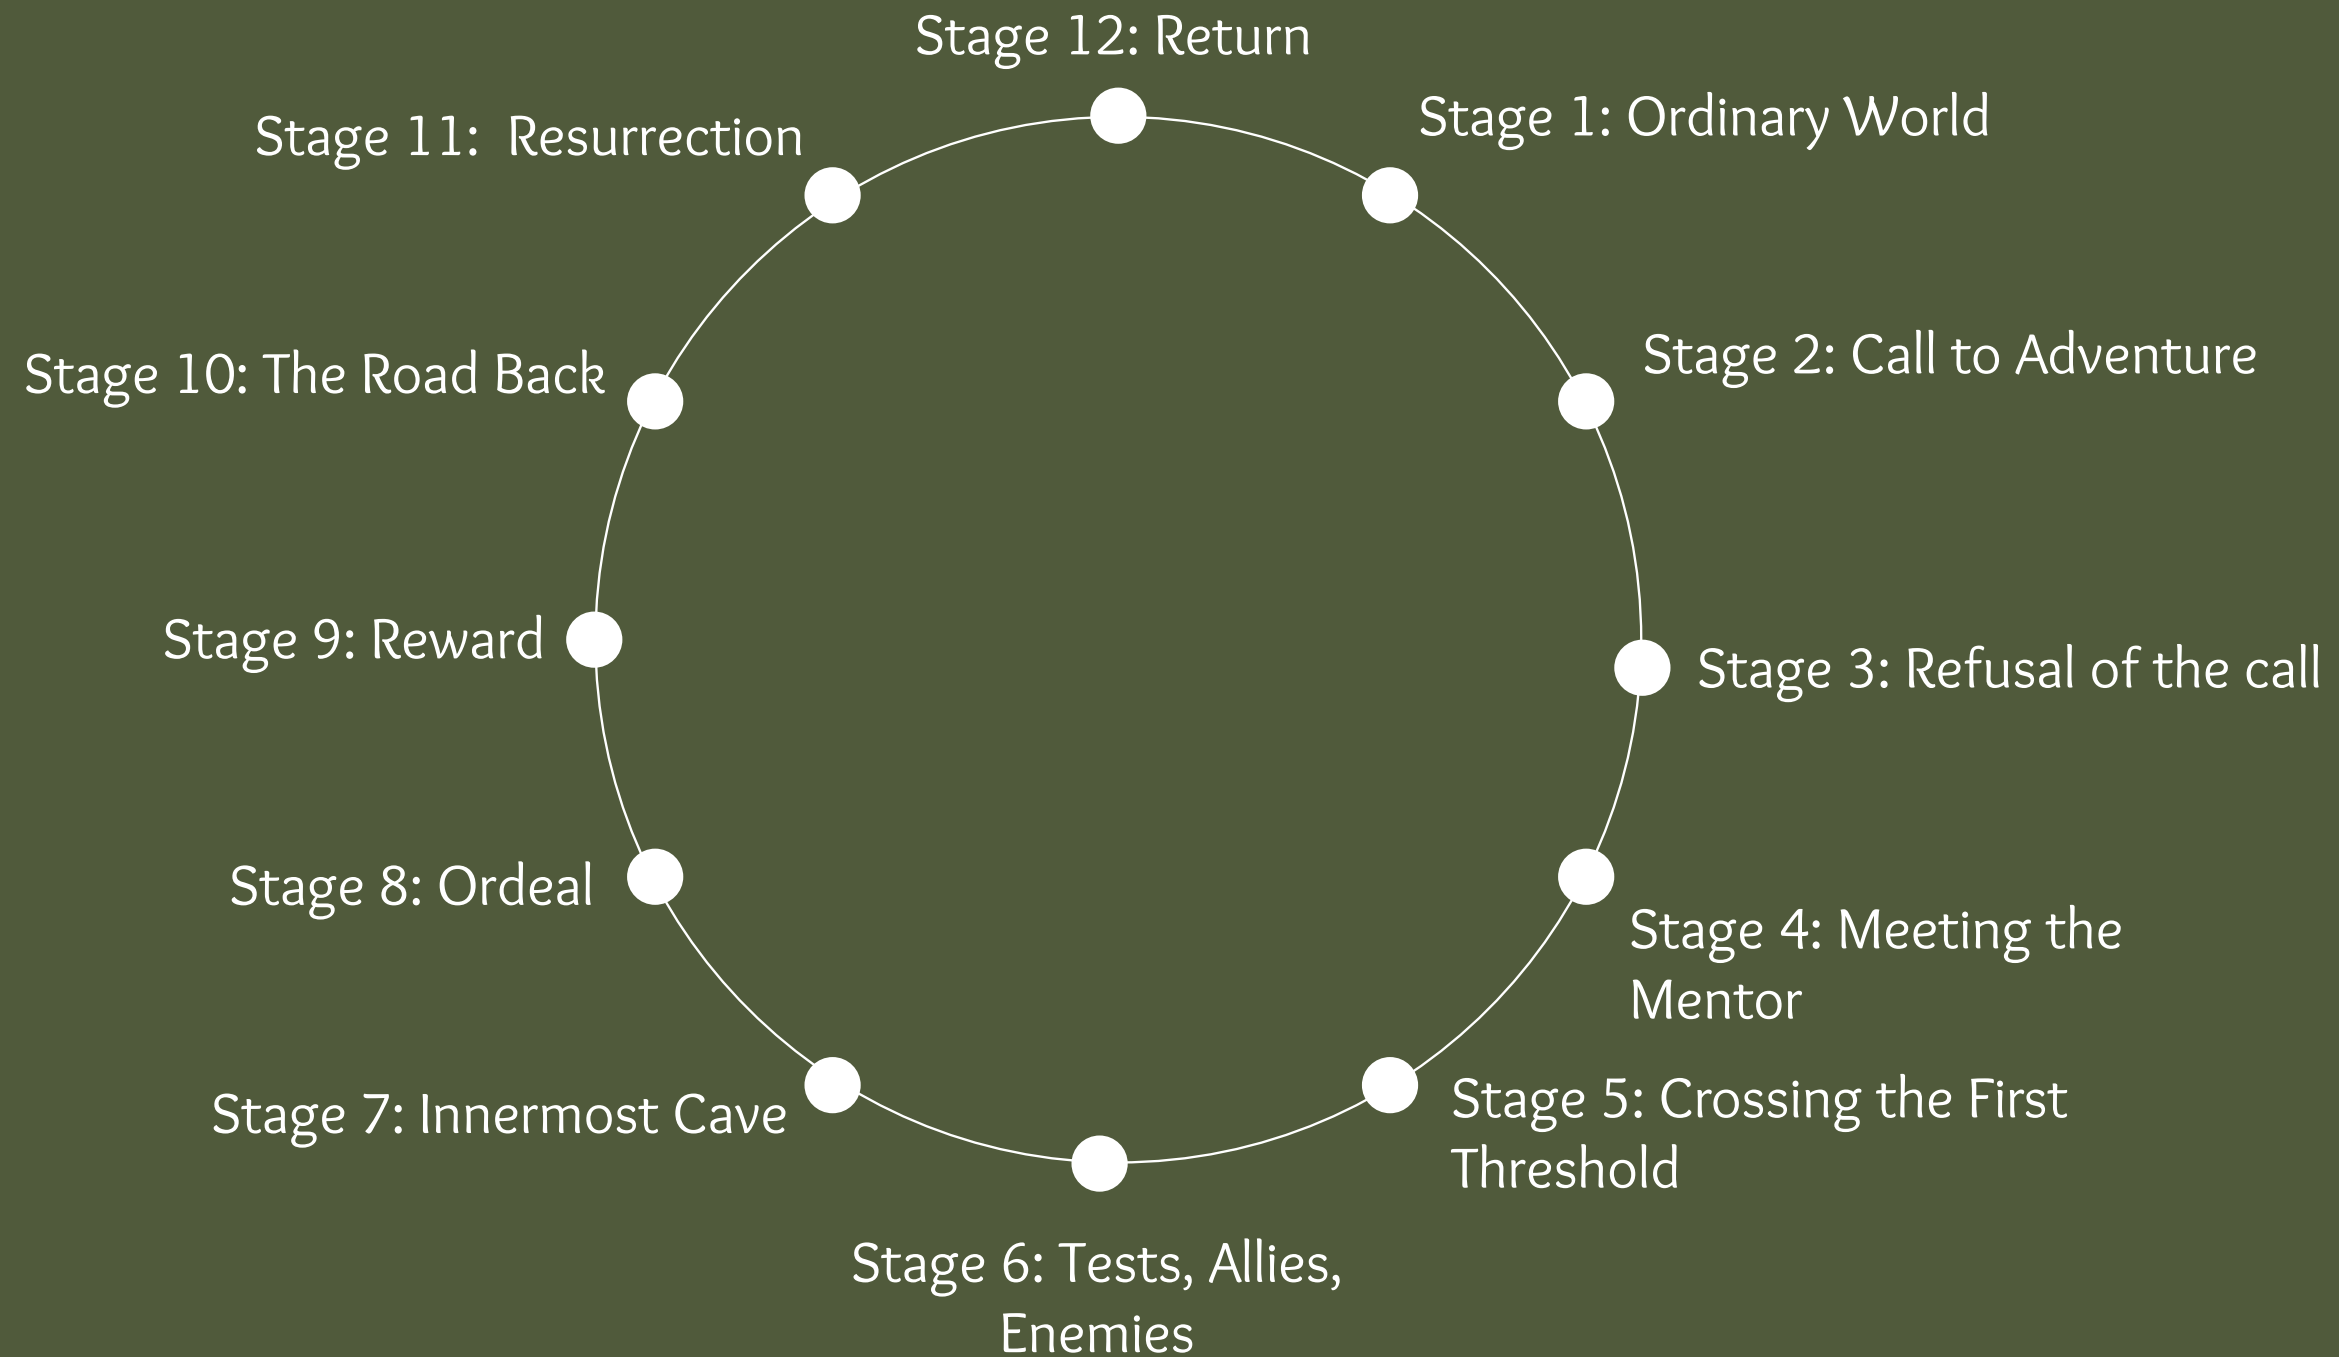 Stage 12: Return
Stage 1: Ordinary World
Stage 11:  Resurrection
Stage 2: Call to Adventure
Stage 10: The Road Back
Stage 9: Reward
Stage 3: Refusal of the call
Stage 8: Ordeal
Stage 4: Meeting the
Mentor
Stage 7: Innermost Cave
Stage 5: Crossing the First
Threshold
Stage 6: Tests, Allies,
Enemies